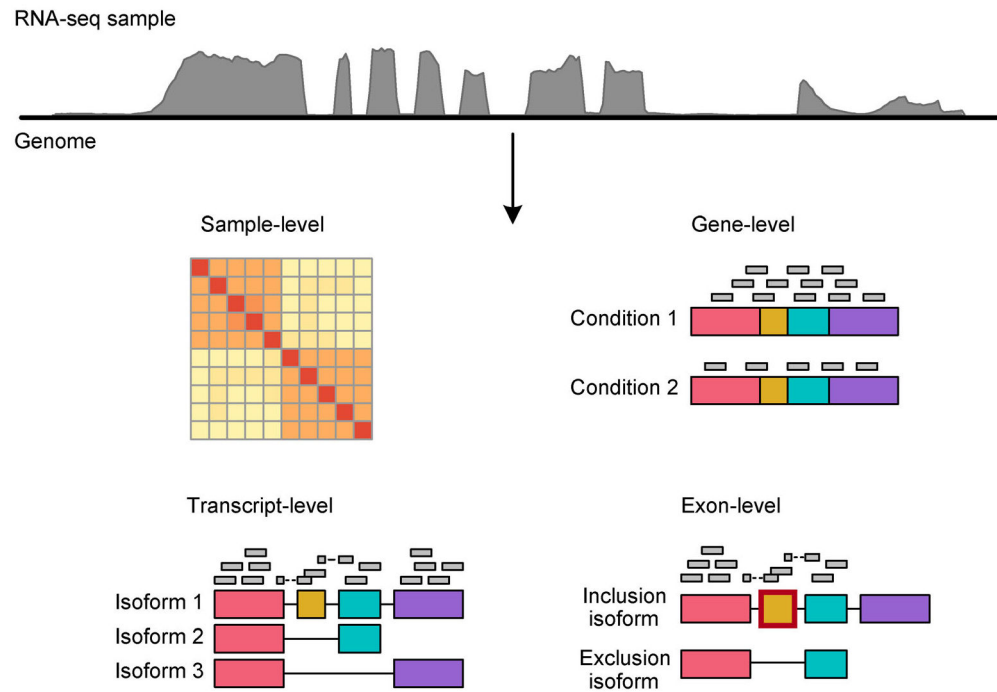 RNA-seq sample
Genome
Sample-level
Gene-level
Condition 1
Condition 2
Transcript-level
Isoform 1
Isoform 2
Isoform 3
Exon-level
Inclusion
isoform
Exclusion
isoform